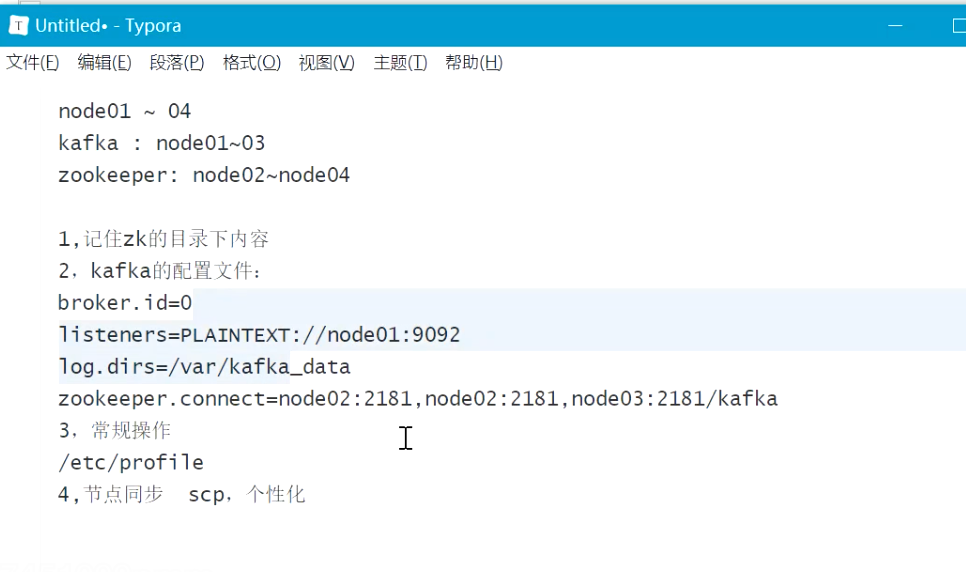 Untitled• - Typora
文件(F) 编辑(E) 段落(P) 格式(O) 视图(V) 主题(T) 帮助(H)
node01 ~ 04
kafka : node01~03
zookeeper: node02~node04
1,记住zk的目录下内容
2，kafka的配置文件：
broker.id=0
listeners=PLAINTEXT://node01:9092
log.dirs=/var/kafka_data
zookeeper.connect=node02:2181,node02:2181,node03:2181/kafka
3，常规操作
/etc/profile
4,节点同步 scp，个性化